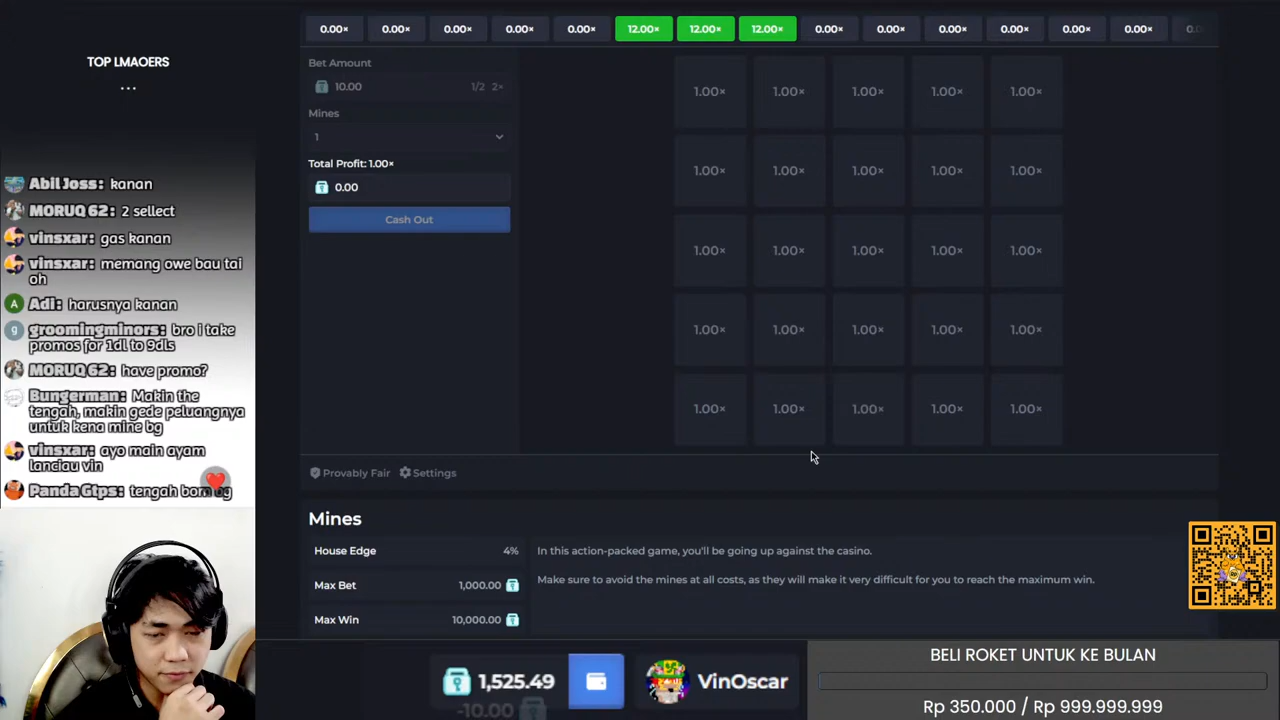 0.00× 0.00× 0.00× 0.00× 0.00× 12.00× 12.00× 12.00× 0.00× 0.00× 0.00× 0.00× 0.00× 0.00×
TOP LMAOERS
...
Abil Joss: kanan
MORUQ 62: 2 sellect
vinsxar: gas kanan
vinsxar: memang owe bau tai
oh
Adi: harusnya kanan
groomingminors: bro i take
promos for 1dl to 9dls
MORUQ 62: have promo?
Bungerman: Makin the
tengah, makin gede peluangnya
untuk kena mine bg
vinsxar: ayo main ayam
lanciau vin
Panda Gtps: tengah bom bg
Bet Amount
10.00 1/2 2×
Mines
1
Total Profit: 1.00×
0.00
Cash Out
1.00× 1.00× 1.00× 1.00× 1.00×
1.00× 1.00× 1.00× 1.00× 1.00×
1.00× 1.00× 1.00× 1.00× 1.00×
1.00× 1.00× 1.00× 1.00× 1.00×
1.00× 1.00× 1.00× 1.00× 1.00×
Provably Fair Settings
Mines
House Edge 4%
Max Bet 1,000.00
Max Win 10,000.00
In this action-packed game, you'll be going up against the casino.
Make sure to avoid the mines at all costs, as they will make it very difficult for you to reach the maximum win.
1,525.49
-10.00
VinOscar
BELI ROKET UNTUK KE BULAN
Rp 350.000 / Rp 999.999.999